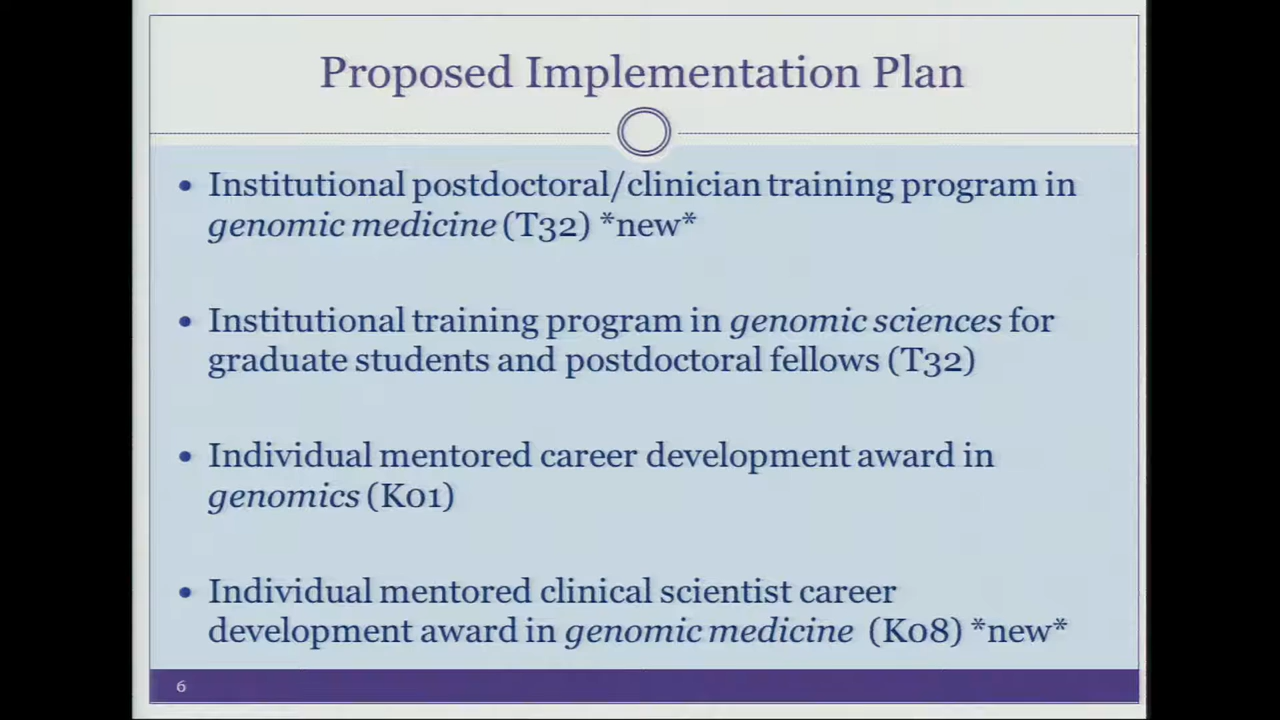 Proposed Implementation Plan
• Institutional postdoctoral/clinician training program in
genomic medicine (T32) *new*
• Institutional training program in genomic sciences for
graduate students and postdoctoral fellows (T32)
• Individual mentored career development award in
genomics (K01)
• Individual mentored clinical scientist career
development award in genomic medicine (K08) *new*
6